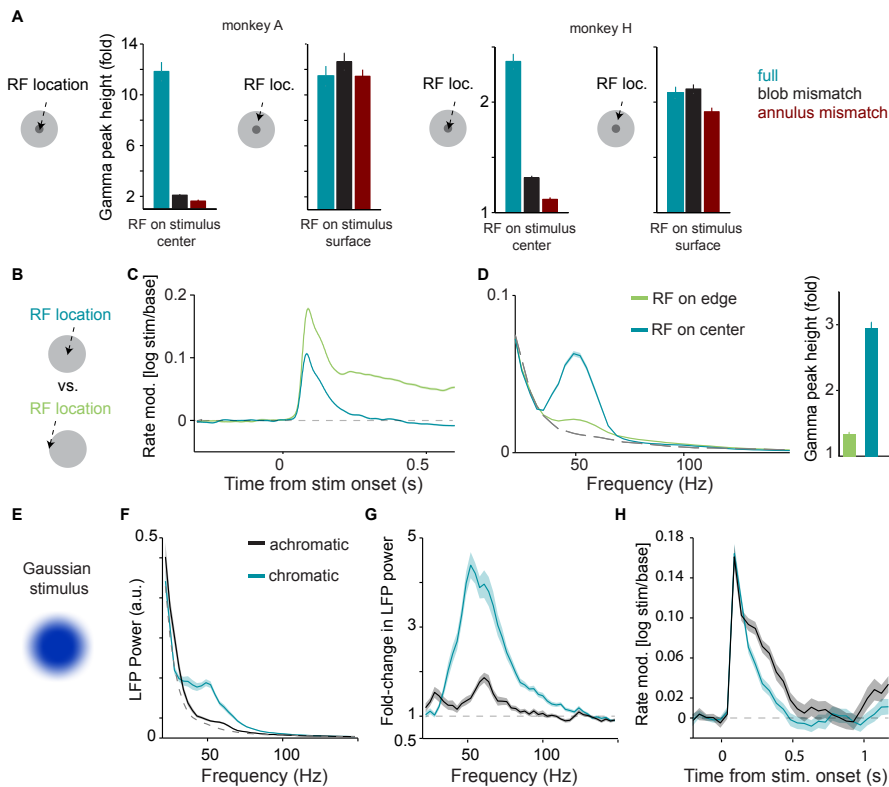 A
monkey A
monkey H
RF location
Gamma peak height (fold)
14
10
6
2
RF on stimulus
center
RF loc.
RF on stimulus
surface
RF loc.
2
1
RF on stimulus
center
RF loc.
RF on stimulus
surface
full
blob mismatch
annulus mismatch
B
RF location
vs.
RF location
C
Rate mod. [log stim/base]
0.2
0.1
0
0
0.5
Time from stim onset (s)
D
0.1
0
50
100
Frequency (Hz)
RF on edge
RF on center
Gamma peak height (fold)
3
2
1
E
Gaussian
stimulus
F
LFP Power (a.u.)
0.5
0
100
Frequency (Hz)
achromatic
chromatic
G
Fold-change in LFP power
5
4
3
2
1
0.5
50
100
Frequency (Hz)
H
Rate mod. [log stim/base]
0.18
0.14
0.10
0.06
0.02
0
0
0.5
1
Time from stim. onset (s)